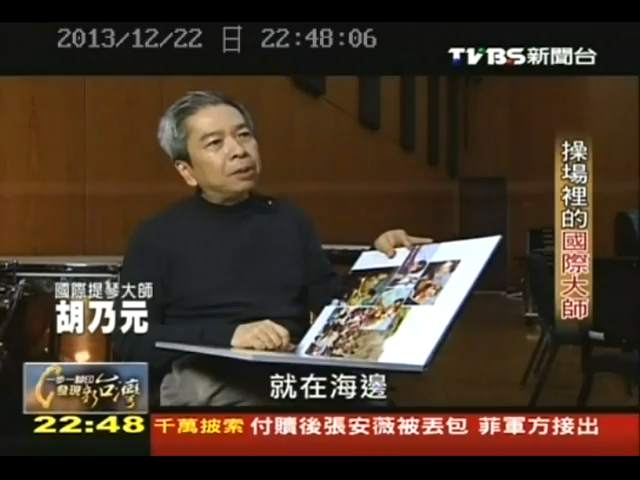 2013/12/22 日 22:48:06
TVBS新聞台
操場裡的國際大師
國際提琴大師
胡乃元
一步一腳印
發現新台灣
就在海邊
22:48 千萬披索 付贖後張安薇被丟包 菲軍方接出